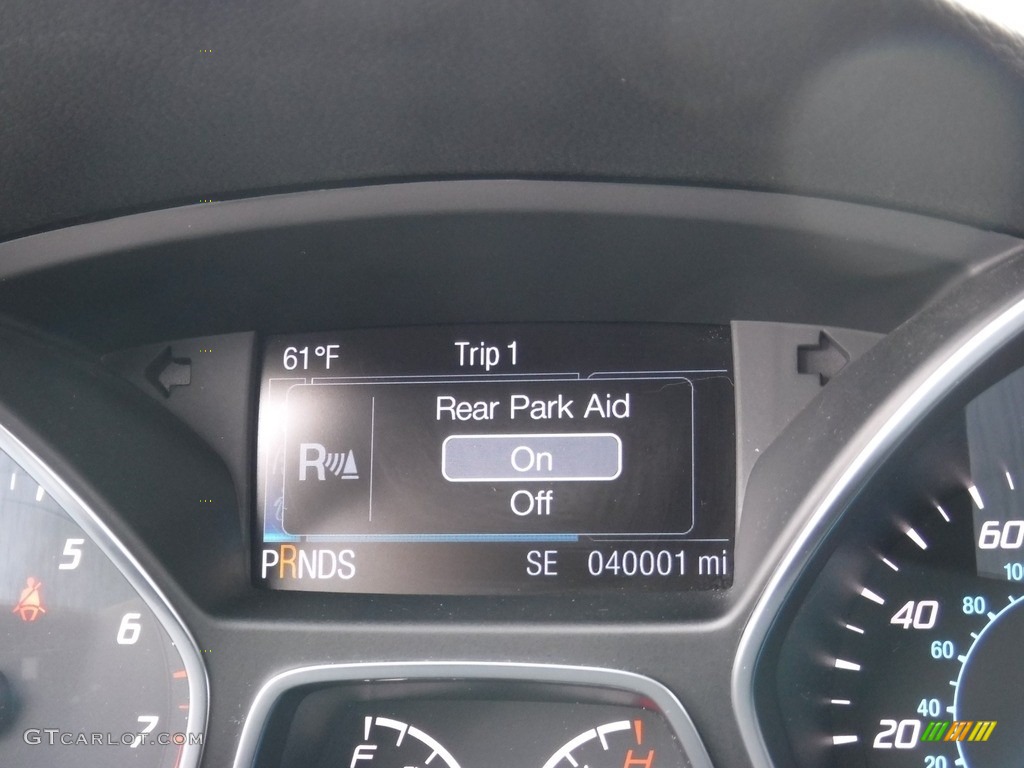 61°F Trip 1
Rear Park Aid
R
On
Off
PRNDS SE 040001 mi
5
6
7
F
H
60
100
40
80
60
40
20
20
GTCARLOT.COM